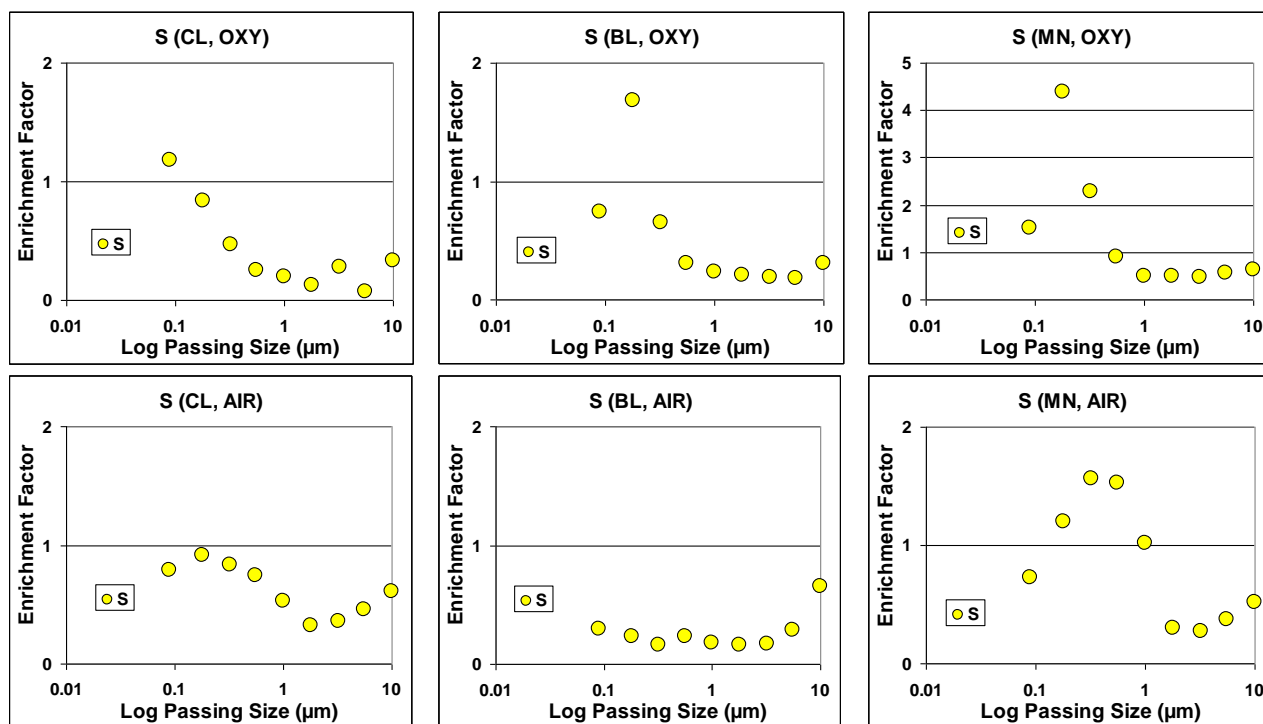 S (CL, OXY)
Enrichment Factor
2
1
0
S
0.01 0.1 1 10
Log Passing Size (µm)
S (BL, OXY)
Enrichment Factor
2
1
0
S
0.01 0.1 1 10
Log Passing Size (µm)
S (MN, OXY)
Enrichment Factor
5
4
3
2
1
0
S
0.01 0.1 1 10
Log Passing Size (µm)
S (CL, AIR)
Enrichment Factor
2
1
0
S
0.01 0.1 1 10
Log Passing Size (µm)
S (BL, AIR)
Enrichment Factor
2
1
0
S
0.01 0.1 1 10
Log Passing Size (µm)
S (MN, AIR)
Enrichment Factor
2
1
0
S
0.01 0.1 1 10
Log Passing Size (µm)